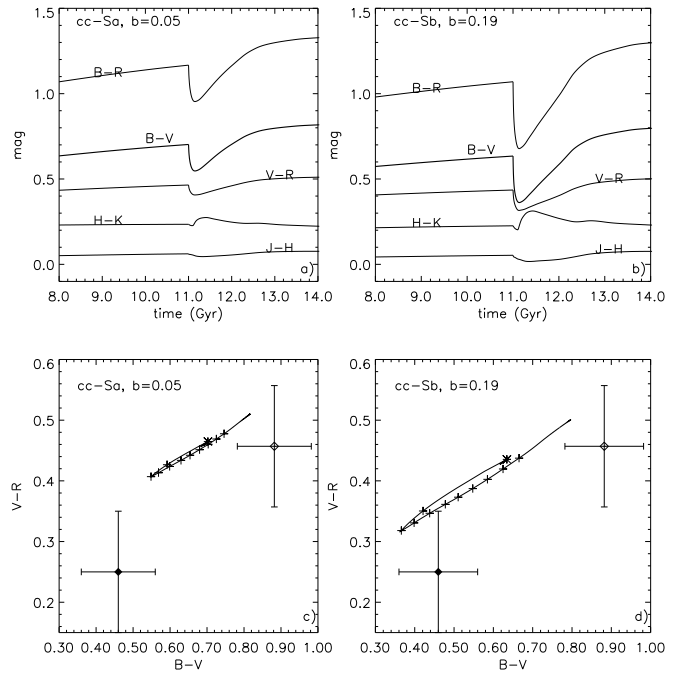 cc-Sa, b=0.05
cc-Sb, b=0.19
1.5
1.0
0.5
0.0
mag
B-R
B-V
V-R
H-K
J-H
a)
8.0 9.0 10.0 11.0 12.0 13.0 14.0
time (Gyr)
1.5
1.0
0.5
0.0
mag
B-R
B-V
V-R
H-K
J-H
b)
8.0 9.0 10.0 11.0 12.0 13.0 14.0
time (Gyr)
0.6
0.5
0.4
0.3
0.2
V-R
cc-Sa, b=0.05
c)
0.30 0.40 0.50 0.60 0.70 0.80 0.90 1.00
B-V
0.6
0.5
0.4
0.3
0.2
V-R
cc-Sb, b=0.19
d)
0.30 0.40 0.50 0.60 0.70 0.80 0.90 1.00
B-V